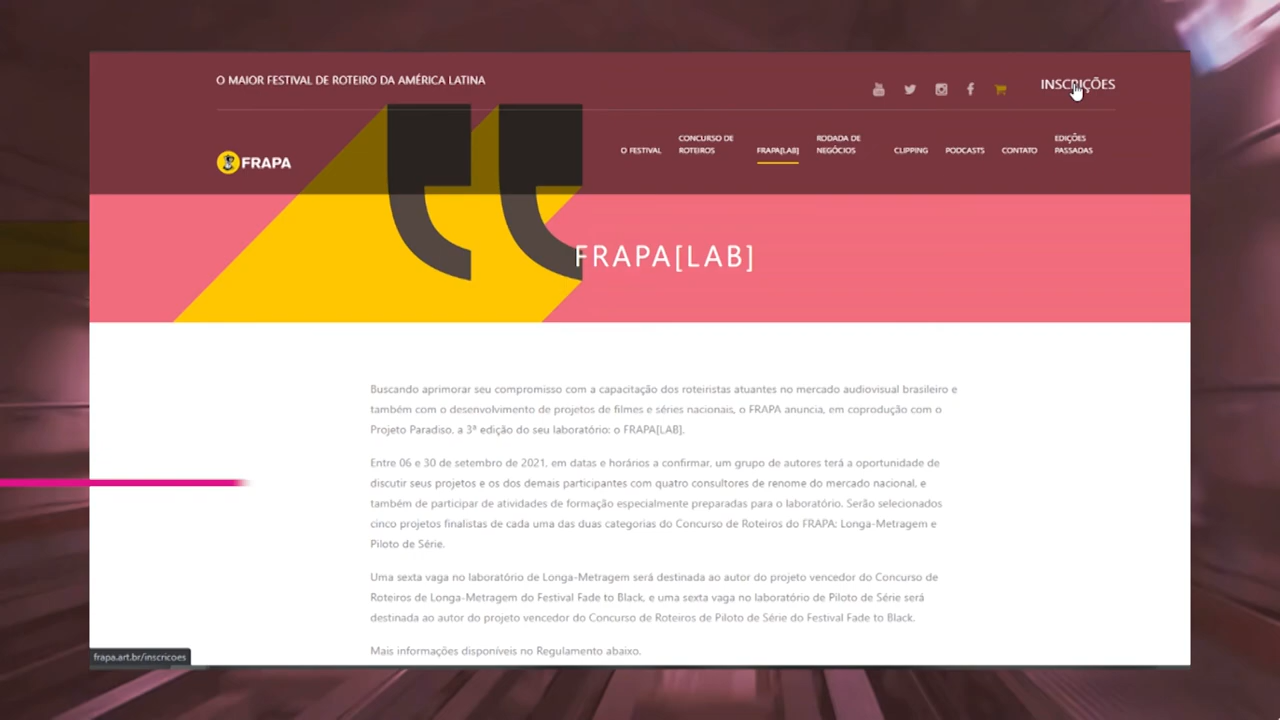 O MAIOR FESTIVAL DE ROTEIRO DA AMÉRICA LATINA
INSCRIÇÕES
FRAPA
O FESTIVAL
CONCURSO DE
ROTEIROS
FRAPA[LAB]
RODADA DE
NEGÓCIOS
CLIPPING
PODCASTS
CONTATO
EDIÇÕES
PASSADAS
FRAPA[LAB]
Buscando aprimorar seu compromisso com a capacitação dos roteiristas atuantes no mercado audiovisual brasileiro e
também com o desenvolvimento de projetos de filmes e séries nacionais, o FRAPA anuncia, em coprodução com o
Projeto Paradiso, a 3ª edição do seu laboratório: o FRAPA[LAB].
Entre 06 e 30 de setembro de 2021, em datas e horários a confirmar, um grupo de autores terá a oportunidade de
discutir seus projetos e os dos demais participantes com quatro consultores de renome do mercado nacional, e
também de participar de atividades de formação especialmente preparadas para o laboratório. Serão selecionados
cinco projetos finalistas de cada uma das duas categorias do Concurso de Roteiros do FRAPA: Longa-Metragem e
Piloto de Série.
Uma sexta vaga no laboratório de Longa-Metragem será destinada ao autor do projeto vencedor do Concurso de
Roteiros de Longa-Metragem do Festival Fade to Black, e uma sexta vaga no laboratório de Piloto de Série será
destinada ao autor do projeto vencedor do Concurso de Roteiros de Piloto de Série do Festival Fade to Black.
Mais informações disponíveis no Regulamento abaixo.
frapa.art.br/inscricoes